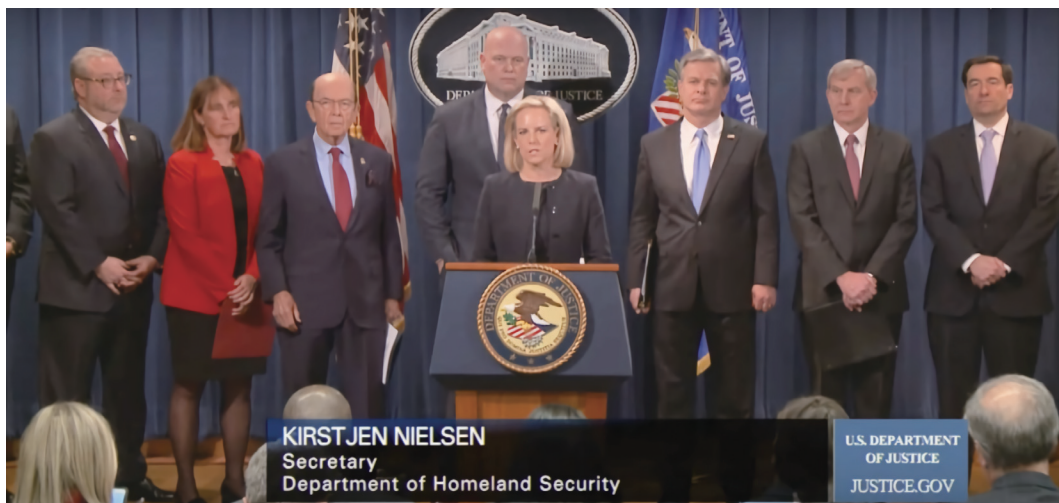 DEPARTMENT OF JUSTICE
DEPARTMENT OF JUSTICE
KIRSTJEN NIELSEN
Secretary
Department of Homeland Security
U.S. DEPARTMENT
OF JUSTICE
JUSTICE.GOV